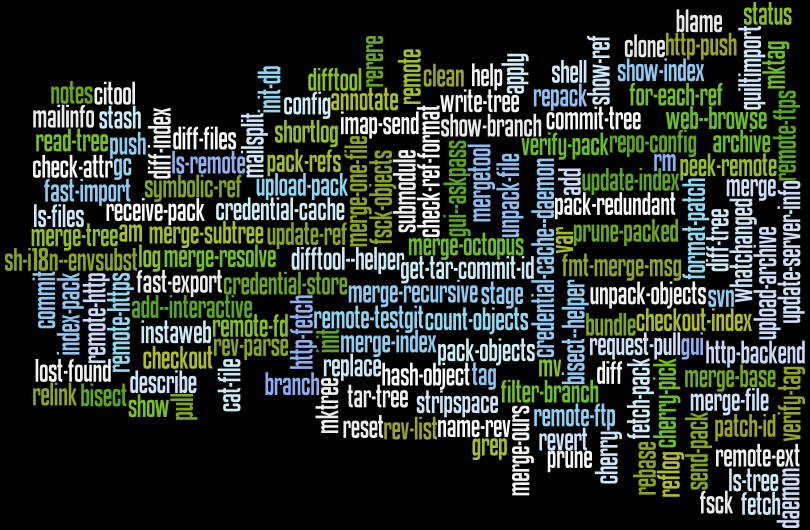 status
blame
clone
http-push
quiltimport
mktag
rerere
remote
difftool
clean
help
apply
shell
show-ref
show-index
init-db
notes
citool
config
annotate
write-tree
repack
for-each-ref
remote-ftps
mailinfo
stash
diff-index
mailsplit
shortlog
imap-send
show-branch
commit-tree
web--browse
read-tree
push
diff-files
check-ref-format
verify-pack
repo-config
archive
check-attr
gc
ls-remote
pack-refs
merge-one-file
fsck-objects
submodule
gui--askpass
mergetool
unpack-file
rm
peek-remote
fast-import
symbolic-ref
upload-pack
add
update-index
format-patch
merge
ls-files
receive-pack
credential-cache
credential-cache--daemon
pack-redundant
diff-tree
whatchanged
update-server-info
merge-tree
am
merge-subtree
update-ref
merge-octopus
var
prune-packed
upload-archive
sh-i18n--envsubst
log
merge-resolve
difftool--helper
get-tar-commit-id
fmt-merge-msg
commit
index-pack
remote-http
remote-https
fast-export
credential-store
merge-recursive
stage
unpack-objects
svn
add--interactive
http-fetch
bisect--helper
instaweb
remote-fd
init
remote-testgit
count-objects
bundle
checkout-index
checkout
rev-parse
merge-index
pack-objects
request-pull
gui
http-backend
lost-found
describe
cat-file
branch
replace
hash-object
tag
mv
diff
fetch-pack
cherry-pick
merge-base
verify-tag
relink
bisect
show
pull
mktree
tar-tree
stripspace
filter-branch
merge-file
reset
rev-list
name-rev
merge-ours
remote-ftp
patch-id
grep
revert
prune
cherry
rebase
reflog
send-pack
remote-ext
ls-tree
fsck
fetch
daemon